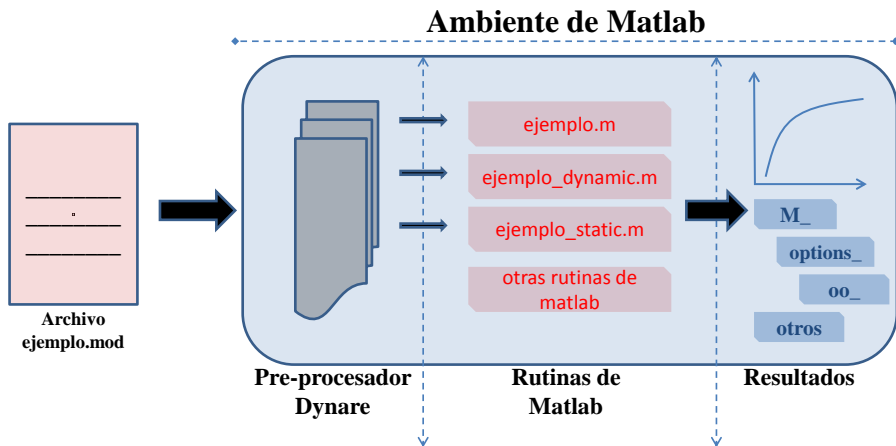 Ambiente de Matlab
Archivo
ejemplo.mod
ejemplo.m
ejemplo_dynamic.m
ejemplo_static.m
otras rutinas de
matlab
M_
options_
oo_
otros
Pre-procesador
Dynare
Rutinas de
Matlab
Resultados